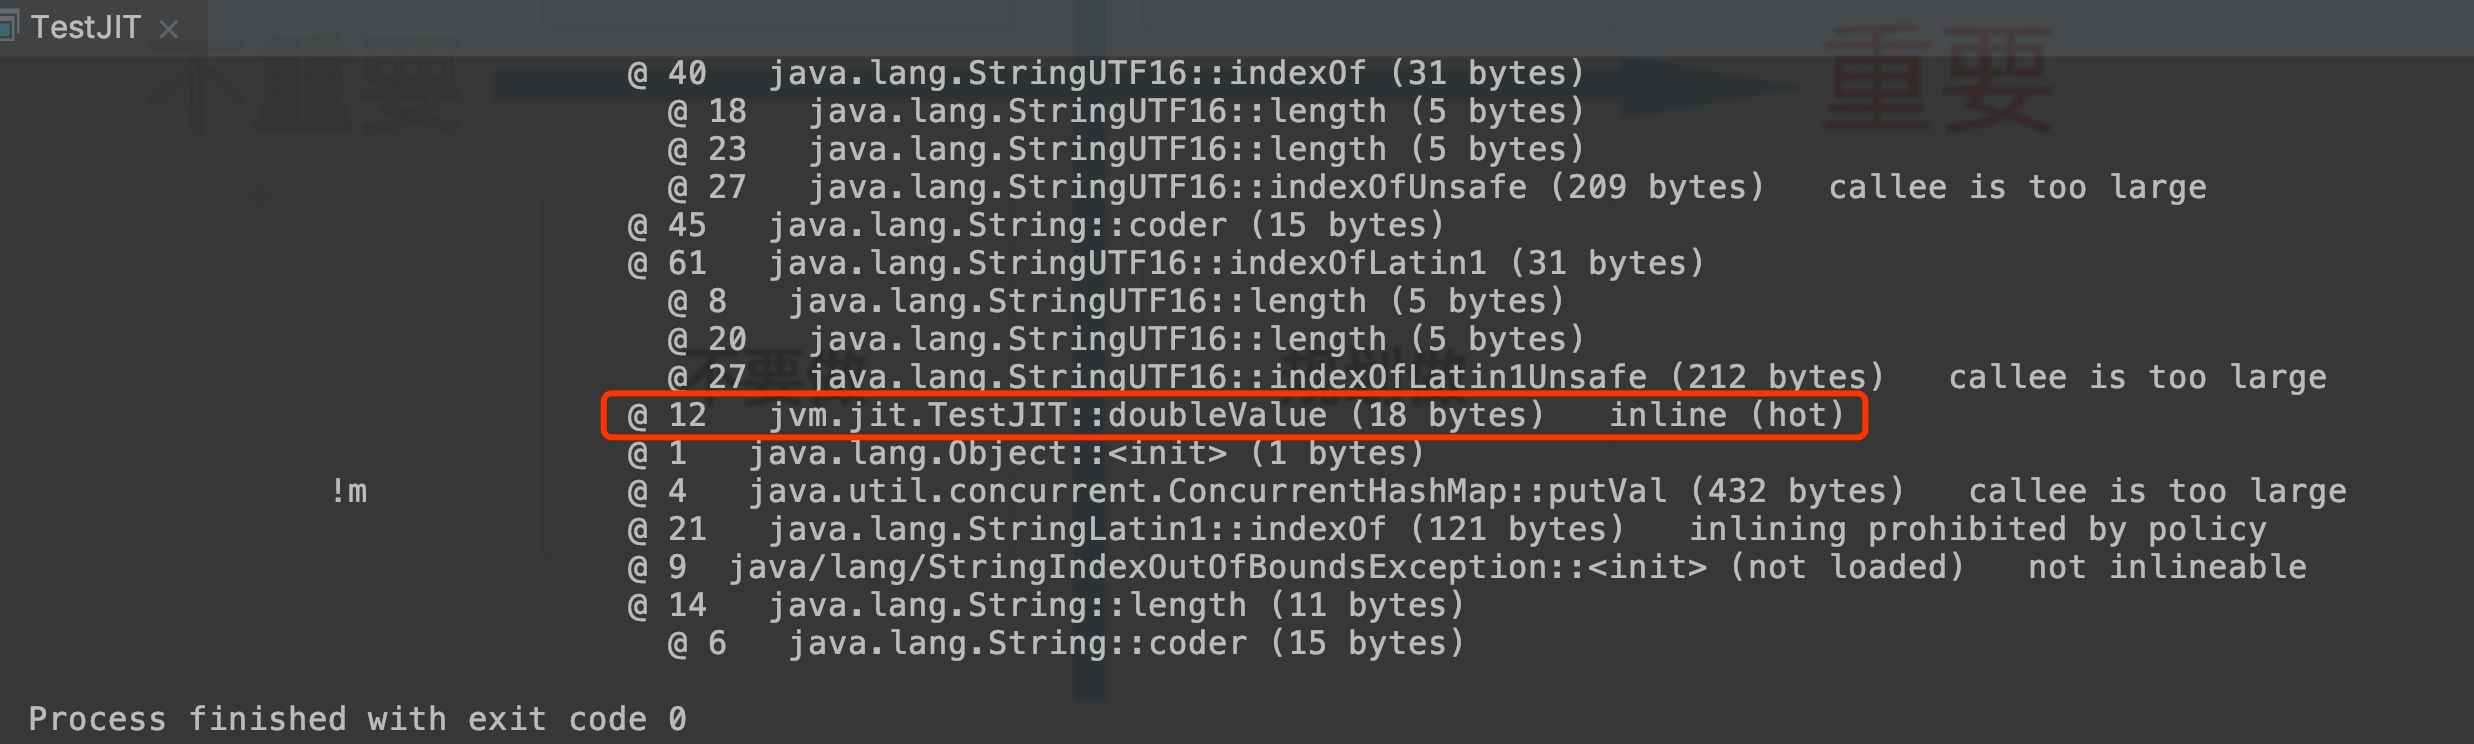 TestJIT ×
不重要
重要
@ 40   java.lang.StringUTF16::indexOf (31 bytes)
@ 18   java.lang.StringUTF16::length (5 bytes)
@ 23   java.lang.StringUTF16::length (5 bytes)
@ 27   java.lang.StringUTF16::indexOfUnsafe (209 bytes)   callee is too large
@ 45   java.lang.String::coder (15 bytes)
@ 61   java.lang.StringUTF16::indexOfLatin1 (31 bytes)
@ 8   java.lang.StringUTF16::length (5 bytes)
@ 20   java.lang.StringUTF16::length (5 bytes)
不要做
@ 27   java.lang.StringUTF16::indexOfLatin1Unsafe (212 bytes)   callee is too large
@ 12   jvm.jit.TestJIT::doubleValue (18 bytes)   inline (hot)
@ 1   java.lang.Object::<init> (1 bytes)
!m   @ 4   java.util.concurrent.ConcurrentHashMap::putVal (432 bytes)   callee is too large
@ 21   java.lang.StringLatin1::indexOf (121 bytes)   inlining prohibited by policy
@ 9   java/lang/StringIndexOutOfBoundsException::<init> (not loaded)   not inlineable
@ 14   java.lang.String::length (11 bytes)
@ 6   java.lang.String::coder (15 bytes)
Process finished with exit code 0